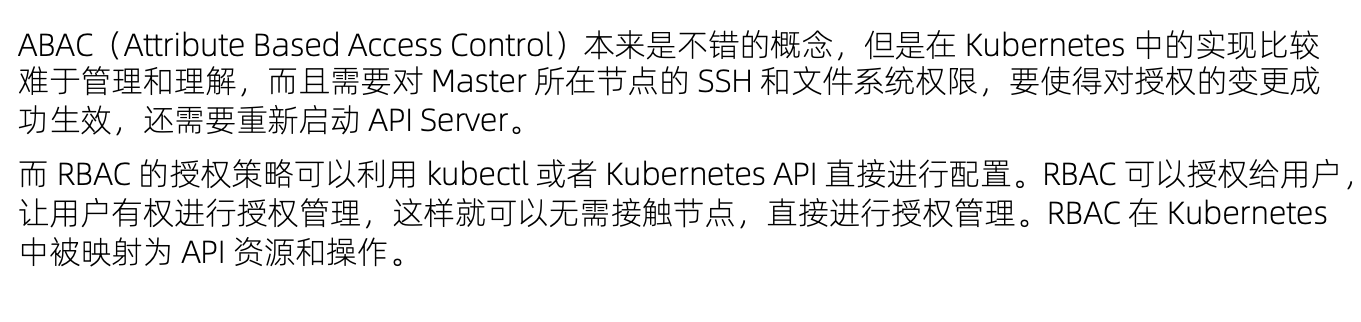 ABAC（Attribute Based Access Control）本来是不错的概念，但是在 Kubernetes 中的实现比较
难于管理和理解，而且需要对 Master 所在节点的 SSH 和文件系统权限，要使得对授权的变更成
功生效，还需要重新启动 API Server。
而 RBAC 的授权策略可以利用 kubectl 或者 Kubernetes API 直接进行配置。RBAC 可以授权给用户，
让用户有权进行授权管理，这样就可以无需接触节点，直接进行授权管理。RBAC 在 Kubernetes
中被映射为 API 资源和操作。